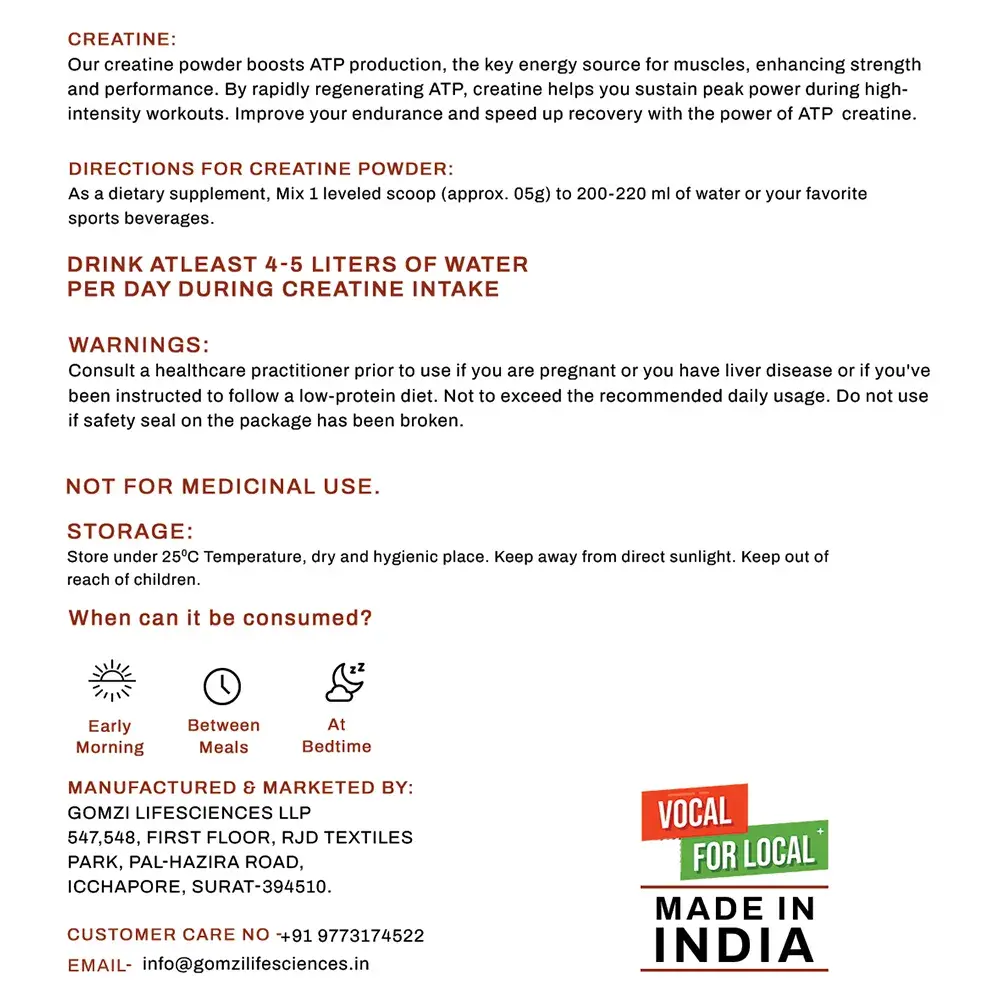 CREATINE:
Our creatine powder boosts ATP production, the key energy source for muscles, enhancing strength
and performance. By rapidly regenerating ATP, creatine helps you sustain peak power during high-
intensity workouts. Improve your endurance and speed up recovery with the power of ATP creatine.
DIRECTIONS FOR CREATINE POWDER:
As a dietary supplement, Mix 1 leveled scoop (approx. 05g) to 200-220 ml of water or your favorite
sports beverages.
DRINK ATLEAST 4-5 LITERS OF WATER
PER DAY DURING CREATINE INTAKE
WARNINGS:
Consult a healthcare practitioner prior to use if you are pregnant or you have liver disease or if you've
been instructed to follow a low-protein diet. Not to exceed the recommended daily usage. Do not use
if safety seal on the package has been broken.
NOT FOR MEDICINAL USE.
STORAGE:
Store under 25⁰C Temperature, dry and hygienic place. Keep away from direct sunlight. Keep out of
reach of children.
When can it be consumed?
zz
Early
Morning
Between
Meals
At
Bedtime
MANUFACTURED & MARKETED BY:
GOMZI LIFESCIENCES LLP
547,548, FIRST FLOOR, RJD TEXTILES
PARK, PAL-HAZIRA ROAD,
ICCHAPORE, SURAT-394510.
CUSTOMER CARE NO -+91 9773174522
EMAIL- info@gomzilifesciences.in
VOCAL
FOR LOCAL+
MADE IN
INDIA